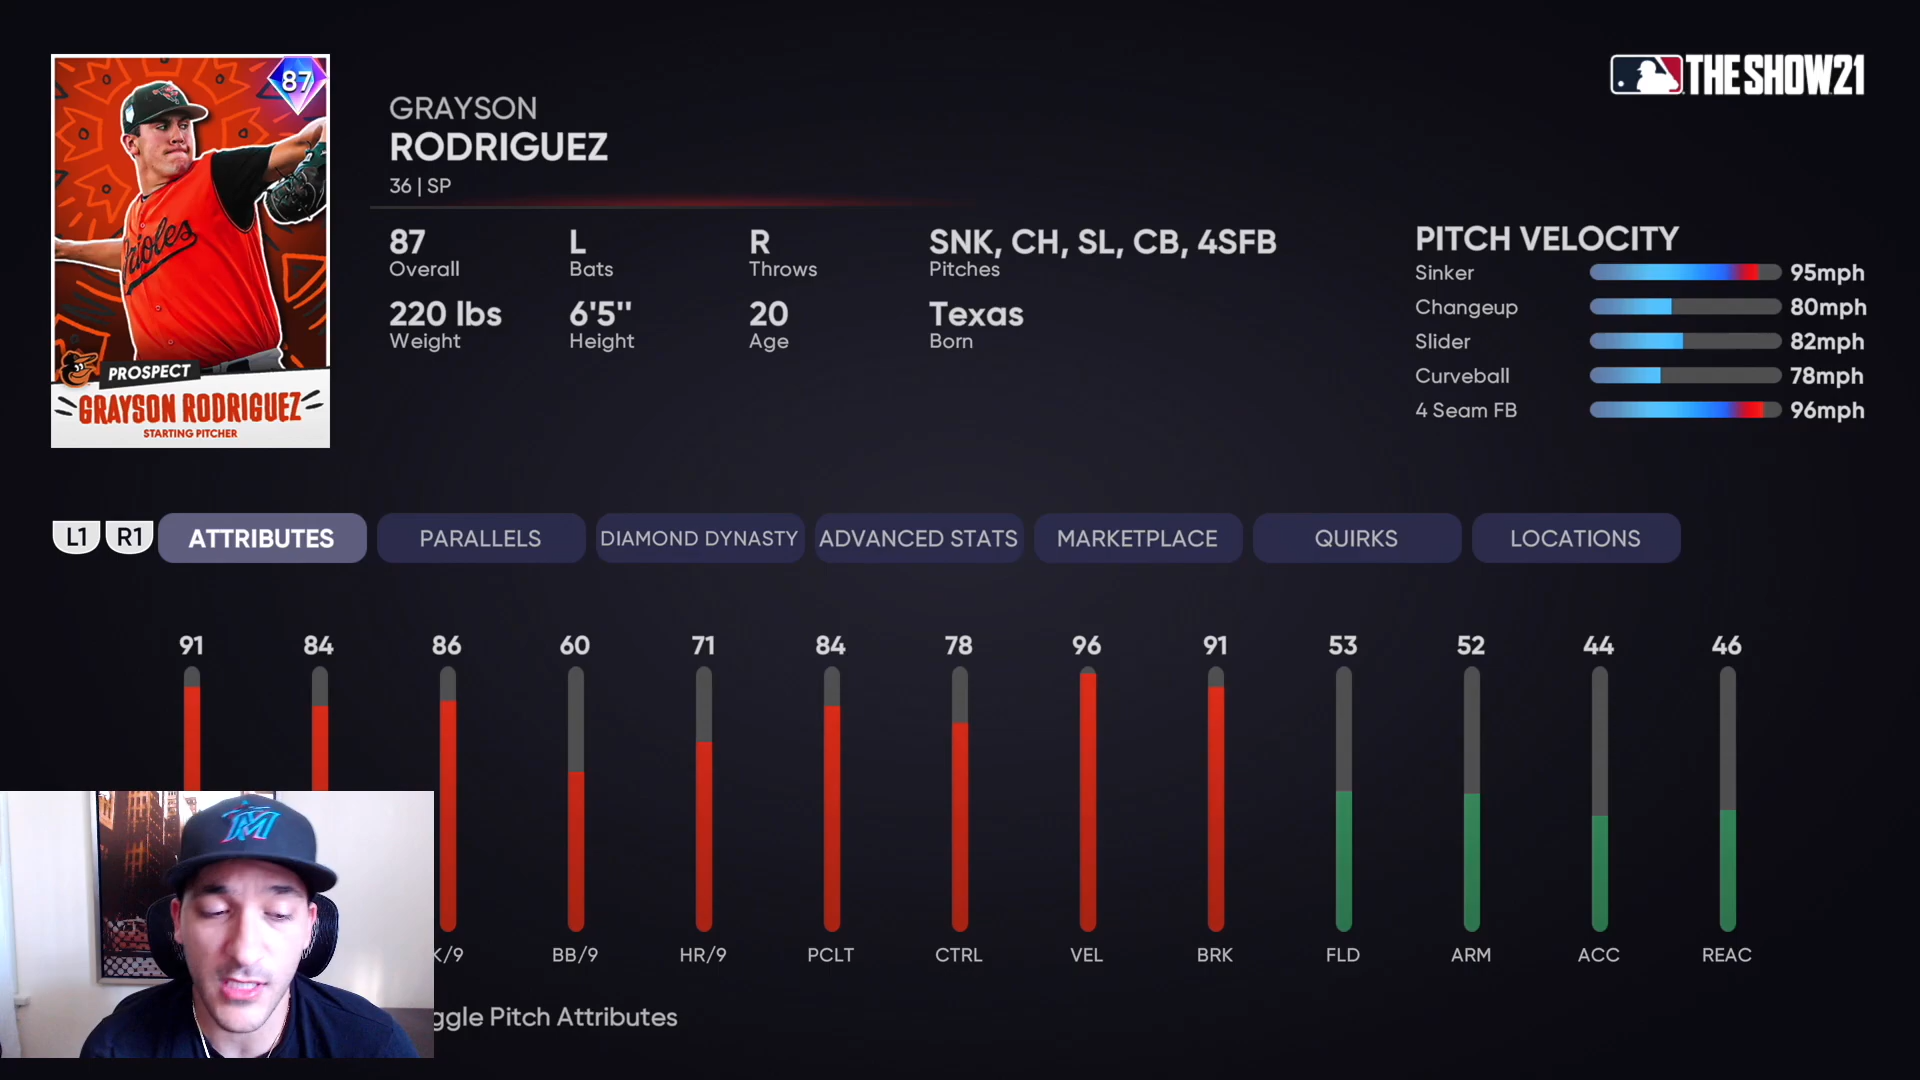 87
Orioles
PROSPECT
GRAYSON RODRIGUEZ
STARTING PITCHER
GRAYSON
RODRIGUEZ
36 | SP
87 L R SNK, CH, SL, CB, 4SFB
Overall Bats Throws Pitches
220 lbs 6'5'' 20 Texas
Weight Height Age Born
THE SHOW 21
PITCH VELOCITY
Sinker 95mph
Changeup 80mph
Slider 82mph
Curveball 78mph
4 Seam FB 96mph
L1 R1 ATTRIBUTES PARALLELS DIAMOND DYNASTY ADVANCED STATS MARKETPLACE QUIRKS LOCATIONS
91 84 86 60 71 84 78 96 91 53 52 44 46
K/9 BB/9 HR/9 PCLT CTRL VEL BRK FLD ARM ACC REAC
ggle Pitch Attributes
M